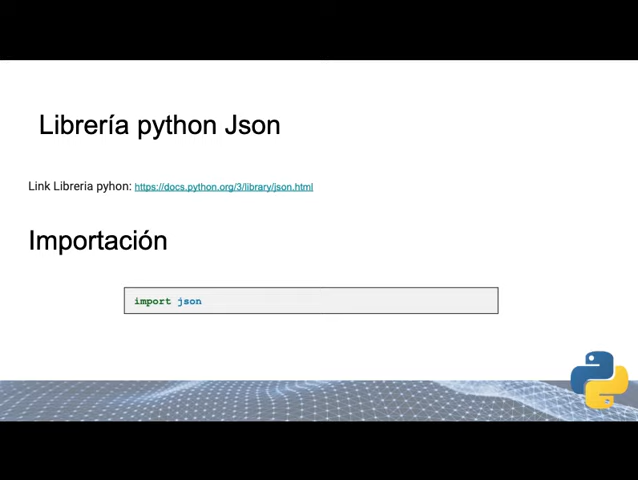 Librería python Json
Link Libreria pyhon: https://docs.python.org/3/library/json.html
Importación
import json